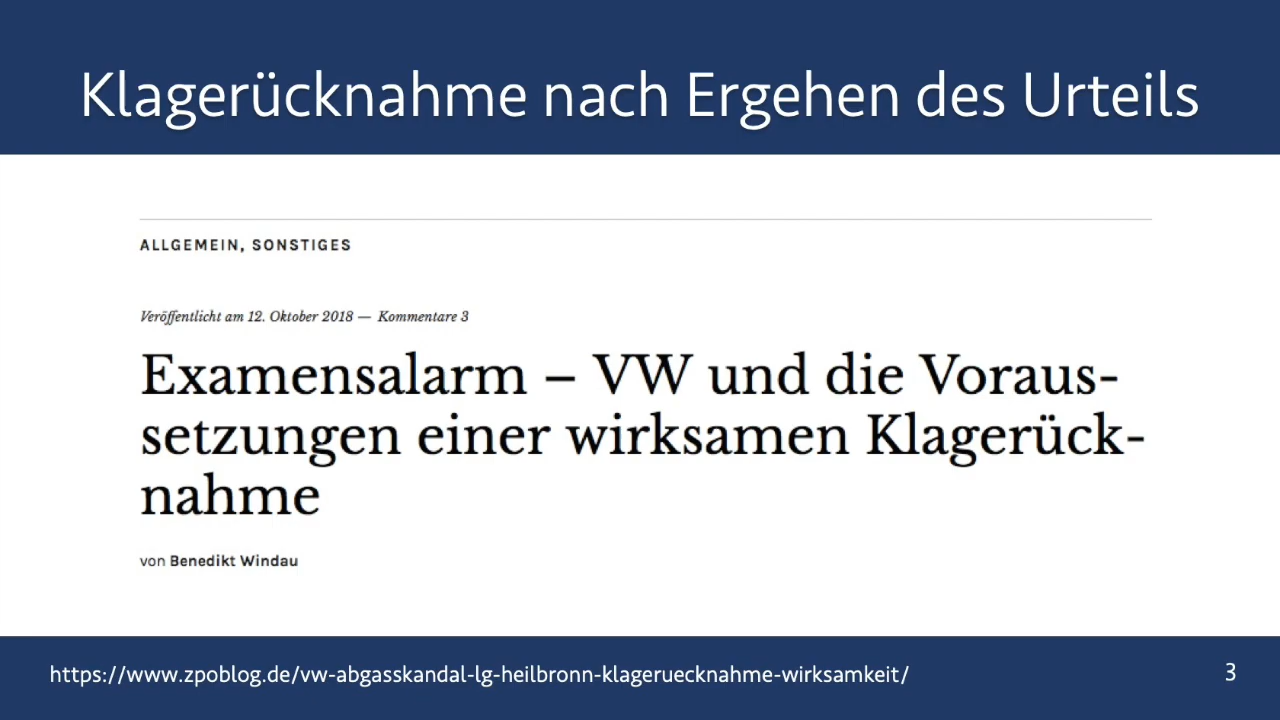 Klagerücknahme nach Ergehen des Urteils
ALLGEMEIN, SONSTIGES
Veröffentlicht am 12. Oktober 2018 — Kommentare 3
Examensalarm – VW und die Voraus-
setzungen einer wirksamen Klagerück-
nahme
von Benedikt Windau
https://www.zpoblog.de/vw-abgasskandal-lg-heilbronn-klageruecknahme-wirksamkeit/
3